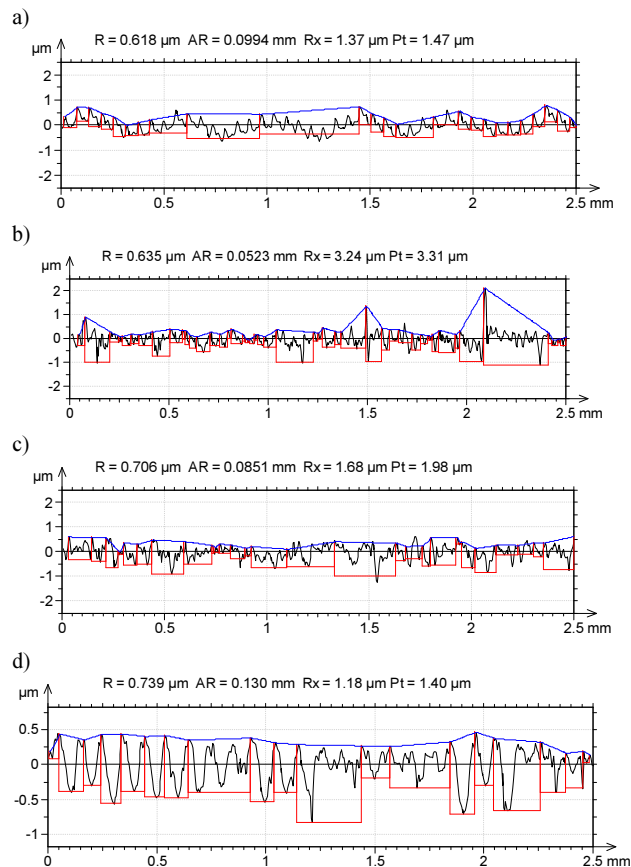 a)
R = 0.618 µm AR = 0.0994 mm Rx = 1.37 µm Pt = 1.47 µm
µm
2
1
0
-1
-2
0 0.5 1 1.5 2 2.5 mm
b)
R = 0.635 µm AR = 0.0523 mm Rx = 3.24 µm Pt = 3.31 µm
µm
2
1
0
-1
-2
0 0.5 1 1.5 2 2.5 mm
c)
R = 0.706 µm AR = 0.0851 mm Rx = 1.68 µm Pt = 1.98 µm
µm
2
1
0
-1
-2
0 0.5 1 1.5 2 2.5 mm
d)
R = 0.739 µm AR = 0.130 mm Rx = 1.18 µm Pt = 1.40 µm
µm
0.5
0
-0.5
-1
0 0.5 1 1.5 2 2.5 mm